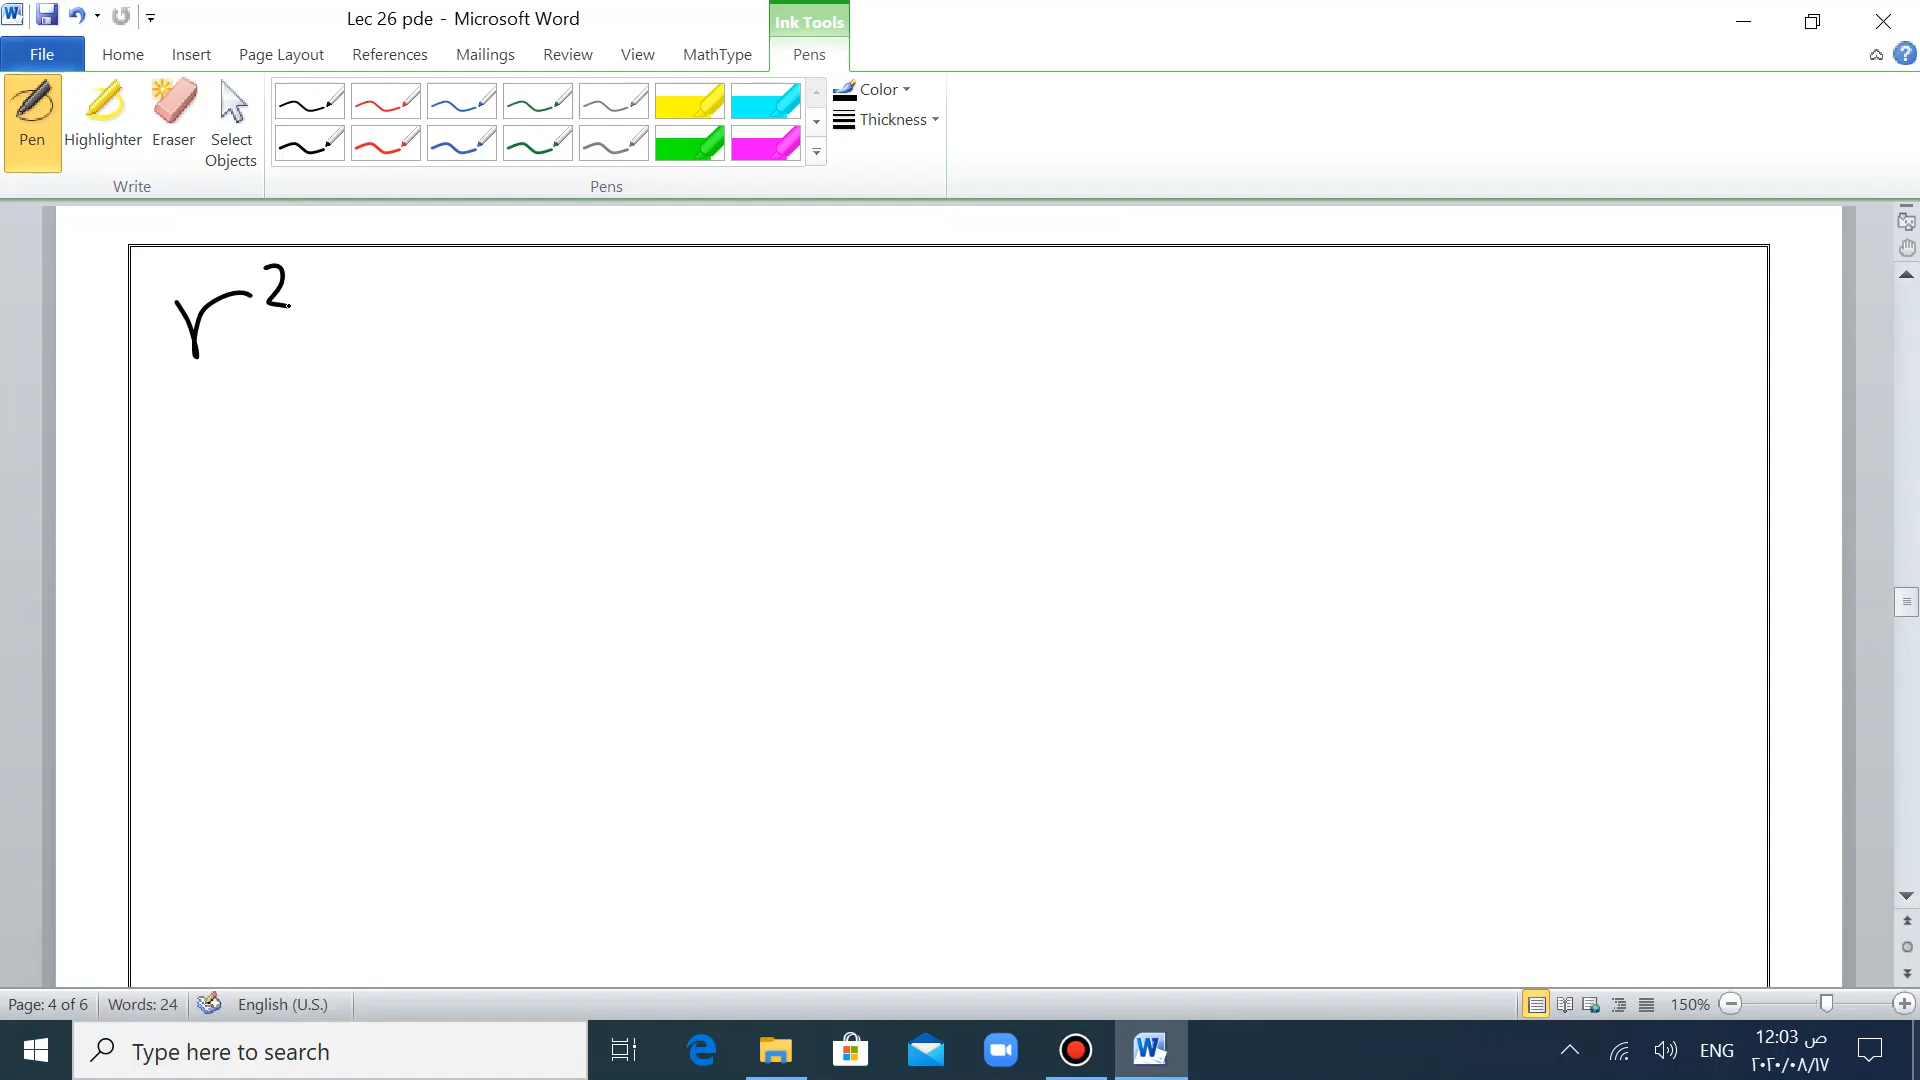 Lec 26 pde - Microsoft Word
Ink Tools
File Home Insert Page Layout References Mailings Review View MathType Pens
Pen Highlighter Eraser Select Objects
Color
Thickness
Write Pens
r²
Page: 4 of 6 Words: 24 English (U.S.) 150%
Type here to search ENG 12:03 ص
٢٠٢٠/٠٨/١٧